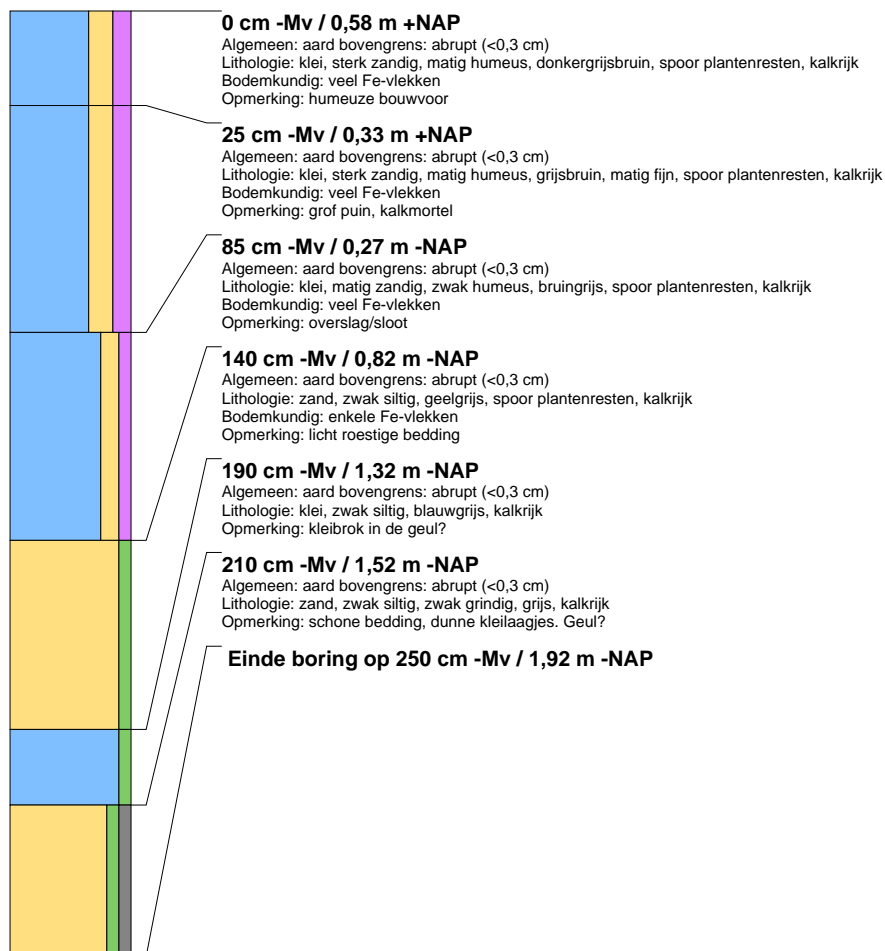 0 cm -Mv / 0,58 m +NAP
Algemeen: aard bovengrens: abrupt (<0,3 cm)
Lithologie: klei, sterk zandig, matig humeus, donkergrijsbruin, spoor plantenresten, kalkrijk
Bodemkundig: veel Fe-vlekken
Opmerking: humeuze bouwvoor
25 cm -Mv / 0,33 m +NAP
Algemeen: aard bovengrens: abrupt (<0,3 cm)
Lithologie: klei, sterk zandig, matig humeus, grijsbruin, matig fijn, spoor plantenresten, kalkrijk
Bodemkundig: veel Fe-vlekken
Opmerking: grof puin, kalkmortel
85 cm -Mv / 0,27 m -NAP
Algemeen: aard bovengrens: abrupt (<0,3 cm)
Lithologie: klei, matig zandig, zwak humeus, bruingrijs, spoor plantenresten, kalkrijk
Bodemkundig: veel Fe-vlekken
Opmerking: overslag/sloot
140 cm -Mv / 0,82 m -NAP
Algemeen: aard bovengrens: abrupt (<0,3 cm)
Lithologie: zand, zwak siltig, geelgrijs, spoor plantenresten, kalkrijk
Bodemkundig: enkele Fe-vlekken
Opmerking: licht roestige bedding
190 cm -Mv / 1,32 m -NAP
Algemeen: aard bovengrens: abrupt (<0,3 cm)
Lithologie: klei, zwak siltig, blauwgrijs, kalkrijk
Opmerking: kleibrok in de geul?
210 cm -Mv / 1,52 m -NAP
Algemeen: aard bovengrens: abrupt (<0,3 cm)
Lithologie: zand, zwak siltig, zwak grindig, grijs, kalkrijk
Opmerking: schone bedding, dunne kleilaagjes. Geul?
Einde boring op 250 cm -Mv / 1,92 m -NAP